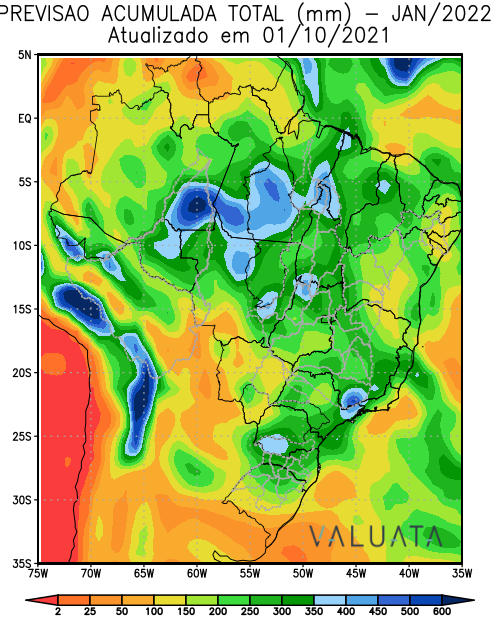 PREVISAO ACUMULADA TOTAL (mm) – JAN/2022
Atualizado em 01/10/2021
5N
EQ
5S
10S
15S
20S
25S
30S
35S
VALUATA
75W 70W 65W 60W 55W 50W 45W 40W 35W
2 25 50 100 150 200 250 300 350 400 450 500 600